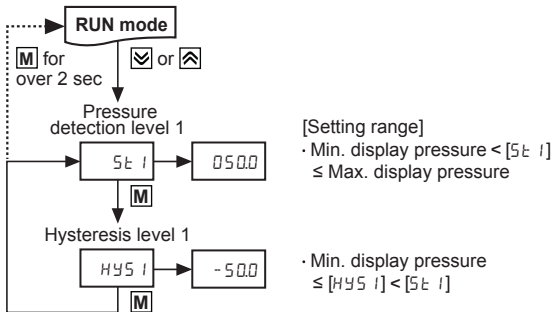 RUN mode
M for
over 2 sec
or
Pressure
detection level 1
St 1
050.0
[Setting range]
· Min. display pressure < [St 1]
≤ Max. display pressure
M
Hysteresis level 1
HYS 1
-50.0
· Min. display pressure
≤ [HYS 1] < [St 1]
M